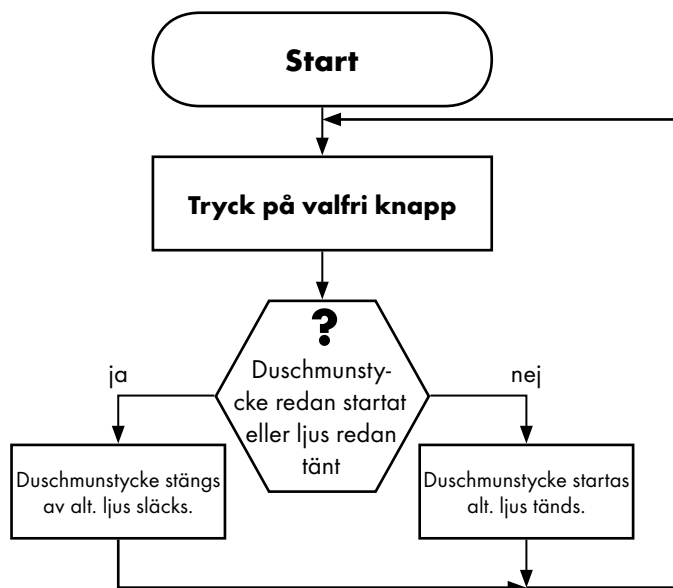 Start
Tryck på valfri knapp
?
Duschmunsty-
cke redan startat
eller ljus redan
tänt
ja
nej
Duschmunstycke stängs
av alt. ljus släcks.
Duschmunstycke startas
alt. ljus tänds.